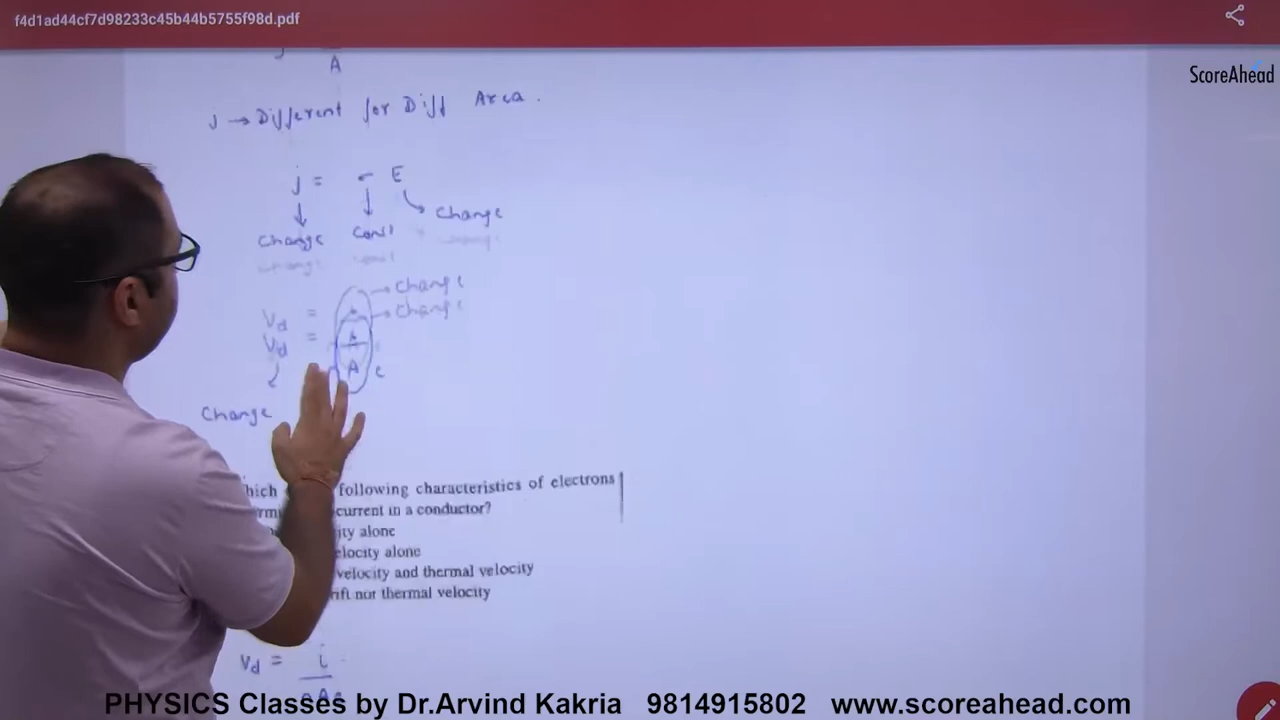 f4d1ad44cf7d98233c45b44b5755f98d.pdf
ScoreAhead
A
j → Different for Diff Area.
j = σ E
Change Const Change
Change
Vd = Change
Vd =
A e
Change
following characteristics of electrons
current in a conductor?
alone
velocity alone
velocity and thermal velocity
nor thermal velocity
Vd = i
PHYSICS Classes by Dr.Arvind Kakria 9814915802 www.scoreahead.com